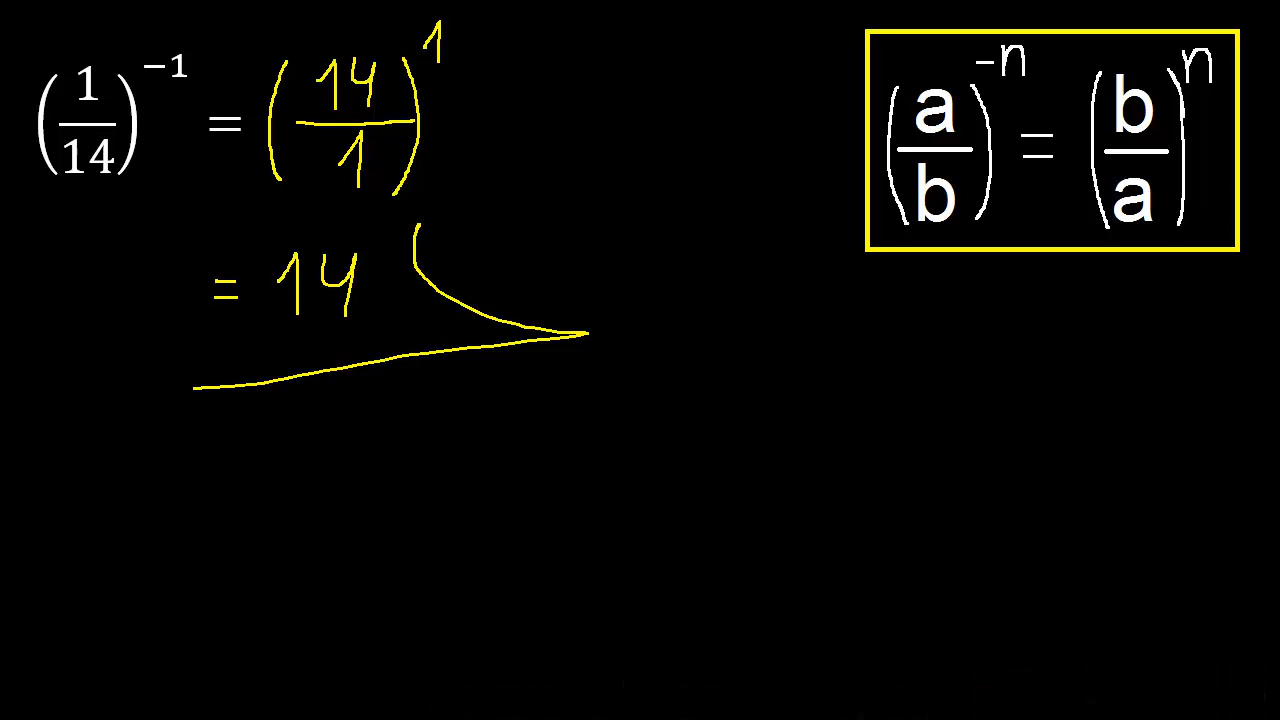 (1/14)^−1 = (14/1)^1
= 14
(a/b)^-n = (b/a)^n